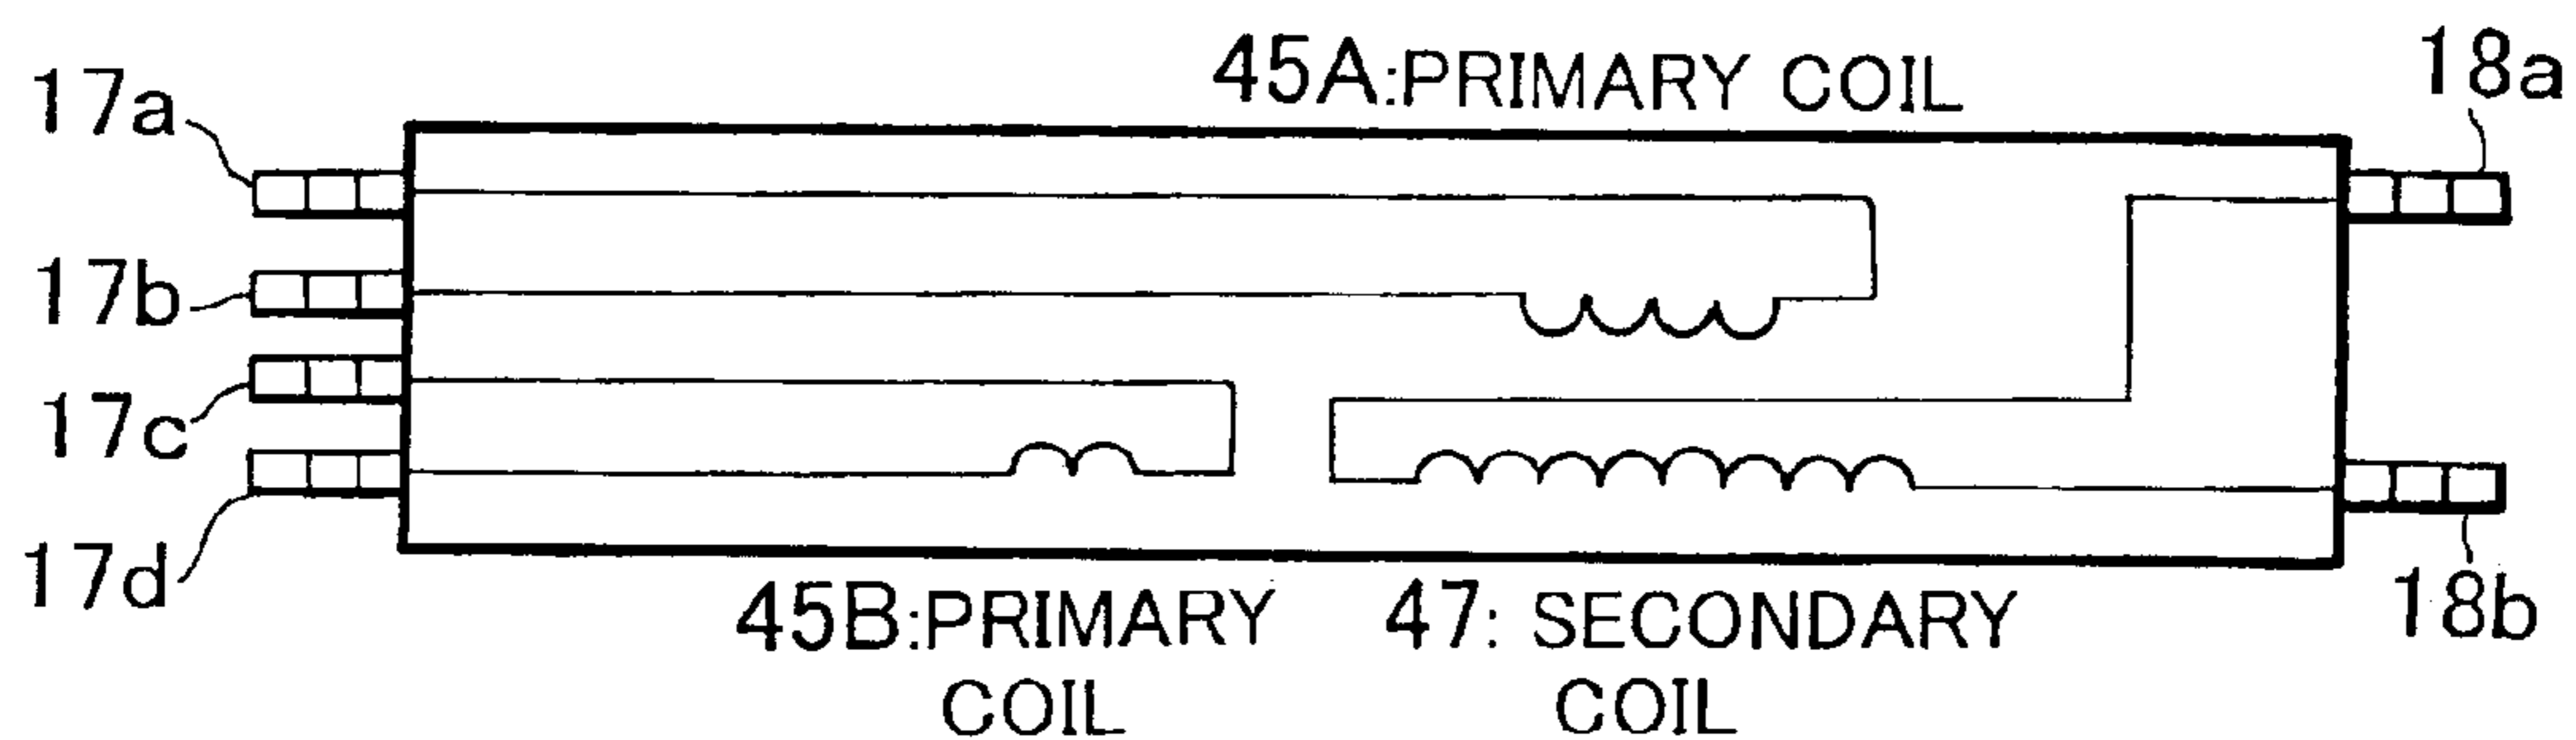 45A:PRIMARY COIL
18a
17a
17b
17c
17d
45B:PRIMARY
COIL
47: SECONDARY
COIL
18b